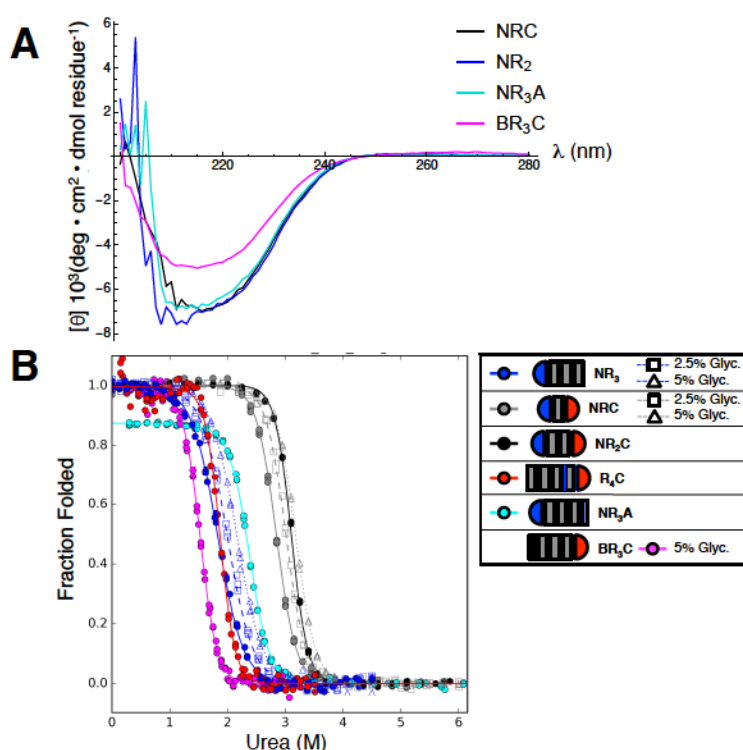 A
6
4
2
-2
-4
-6
-8
[θ] 10³(deg • cm² • dmol residue⁻¹)
220
240
260
280
λ (nm)
NRC
NR₂
NR₃A
BR₃C
B
1.0
0.8
0.6
0.4
0.2
0.0
Fraction Folded
0
1
2
3
4
5
6
Urea (M)
NR₃ 2.5% Glyc.
5% Glyc.
NRC 2.5% Glyc.
5% Glyc.
NR₂C
R₄C
NR₃A
BR₃C 5% Glyc.